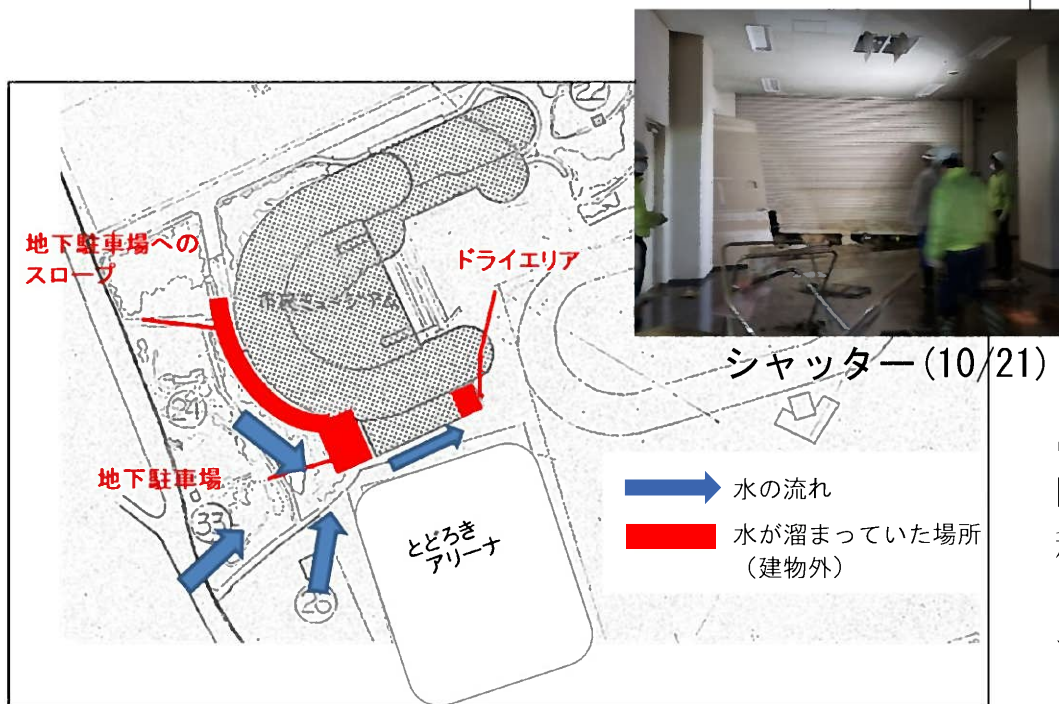 22
地下駐車場への
スロープ
ドライエリア
市民ミュージアム
シャッター(10/21)
24
地下駐車場
33
26
とどろき
アリーナ
水の流れ
水が溜まっていた場所
（建物外）